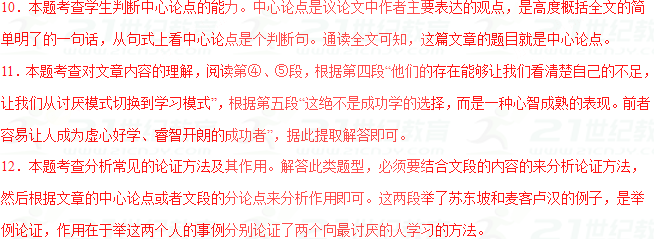 10．本题考查学生判断中心论点的能力。中心论点是议论文中作者主要表达的观点，是高度概括全文的简
单明了的一句话，从句式上看中心论点是个判断句。通读全文可知，这篇文章的题目就是中心论点。
11．本题考查对文章内容的理解，阅读第④、⑤段，根据第四段“他们的存在能够让我们看清楚自己的不足，
让我们从讨厌模式切换到学习模式”，根据第五段“这绝不是成功学的选择，而是一种心智成熟的表现。前者
容易让人成为虚心好学、睿智开朗的成功者”，据此提取解答即可。
12．本题考查分析常见的论证方法及其作用。解答此类题型，必须要结合文段的内容的来分析论证方法，
然后根据文章的中心论点或者文段的分论点来分析作用即可。这两段举了苏东坡和麦客卢汉的例子，是举
例论证，作用在于举这两个人的事例分别论证了两个向最讨厌的人学习的方法。